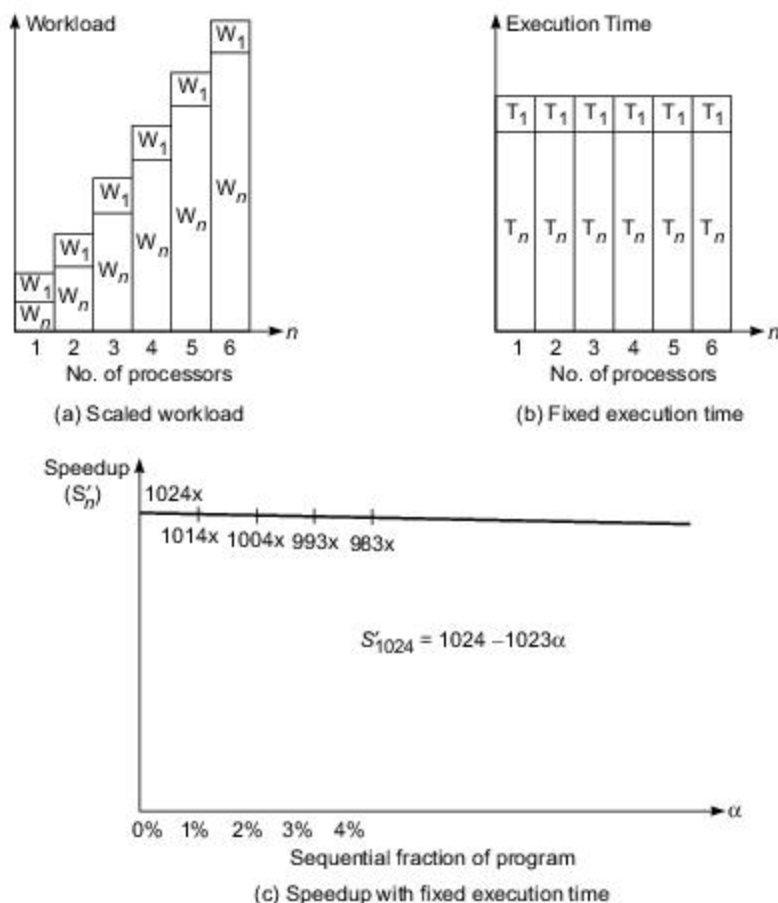 Workload
W1
W1
W1
W1
W1
W1
Wn
Wn
Wn
Wn
Wn
Wn
n
1 2 3 4 5 6
No. of processors
(a) Scaled workload
Execution Time
T1 T1 T1 T1 T1 T1
Tn Tn Tn Tn Tn Tn
n
1 2 3 4 5 6
No. of processors
(b) Fixed execution time
Speedup
(S′n)
1024x
1014x 1004x 993x 983x
S′1024 = 1024 –1023α
α
0% 1% 2% 3% 4%
Sequential fraction of program
(c) Speedup with fixed execution time